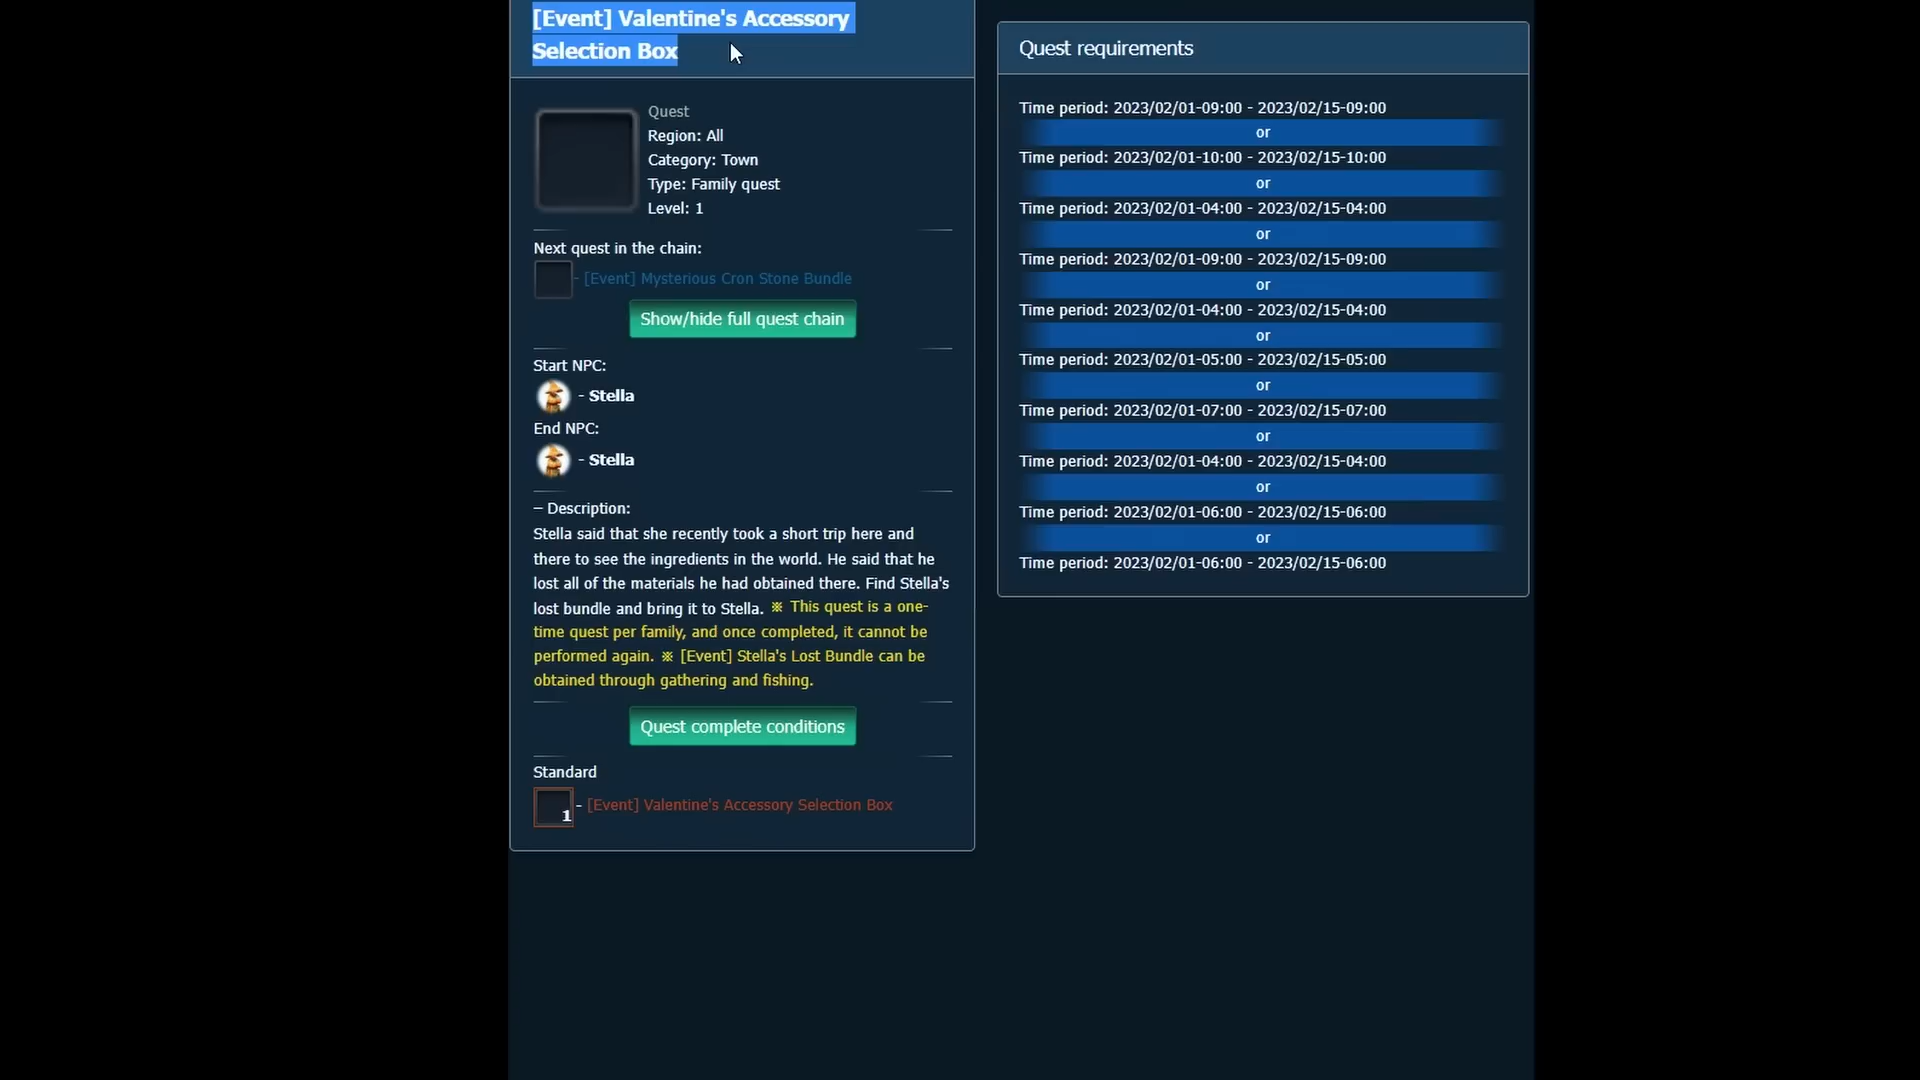 [Event] Valentine's Accessory
Selection Box
Quest
Region: All
Category: Town
Type: Family quest
Level: 1
Next quest in the chain:
- [Event] Mysterious Cron Stone Bundle
Show/hide full quest chain
Start NPC:
- Stella
End NPC:
- Stella
– Description:
Stella said that she recently took a short trip here and
there to see the ingredients in the world. He said that he
lost all of the materials he had obtained there. Find Stella's
lost bundle and bring it to Stella. ※ This quest is a one-
time quest per family, and once completed, it cannot be
performed again. ※ [Event] Stella's Lost Bundle can be
obtained through gathering and fishing.
Quest complete conditions
Standard
1 - [Event] Valentine's Accessory Selection Box
Quest requirements
Time period: 2023/02/01-09:00 - 2023/02/15-09:00
or
Time period: 2023/02/01-10:00 - 2023/02/15-10:00
or
Time period: 2023/02/01-04:00 - 2023/02/15-04:00
or
Time period: 2023/02/01-09:00 - 2023/02/15-09:00
or
Time period: 2023/02/01-04:00 - 2023/02/15-04:00
or
Time period: 2023/02/01-05:00 - 2023/02/15-05:00
or
Time period: 2023/02/01-07:00 - 2023/02/15-07:00
or
Time period: 2023/02/01-04:00 - 2023/02/15-04:00
or
Time period: 2023/02/01-06:00 - 2023/02/15-06:00
or
Time period: 2023/02/01-06:00 - 2023/02/15-06:00